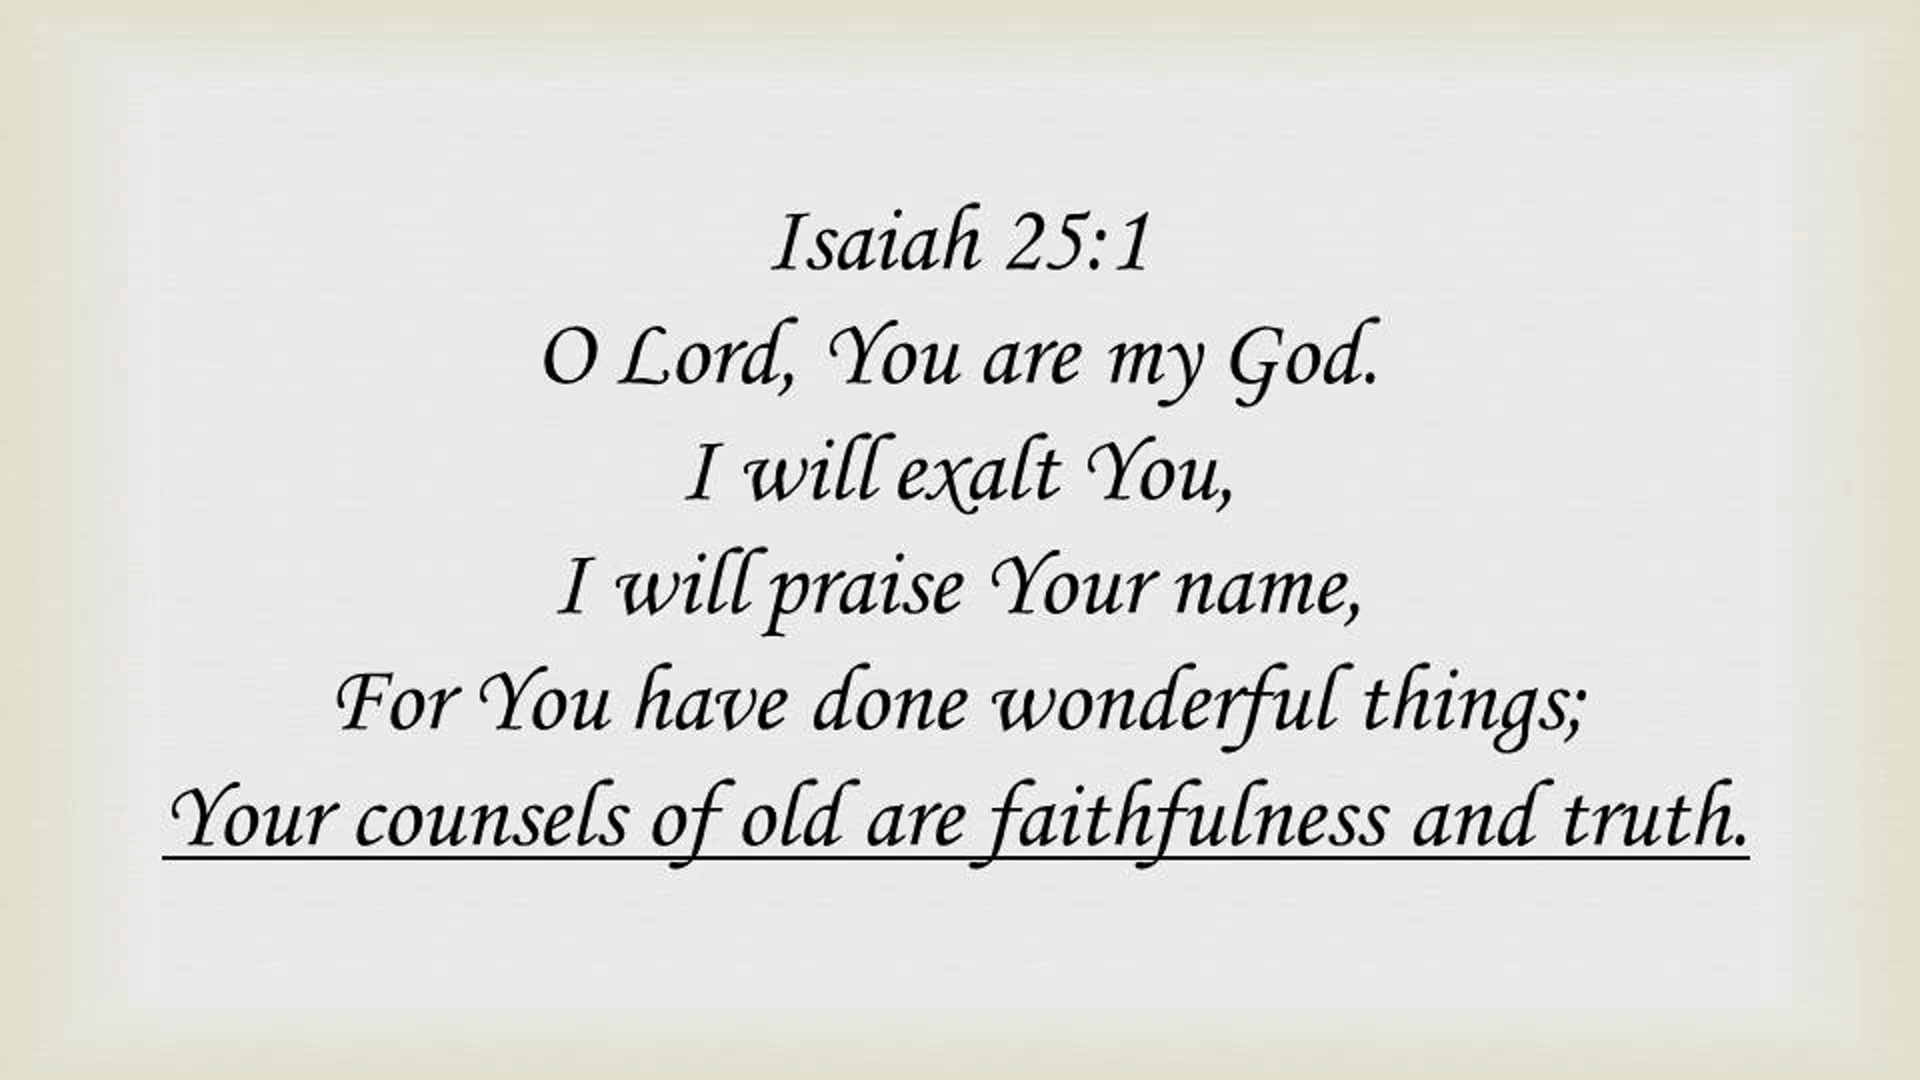 Isaiah 25:1
O Lord, You are my God.
I will exalt You,
I will praise Your name,
For You have done wonderful things;
Your counsels of old are faithfulness and truth.